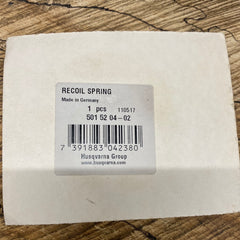 RECOIL SPRING
Made in Germany
1 pcs 110517
501 52 04-02
7 391883 042380
Husqvarna Group
www.husqvarna.com